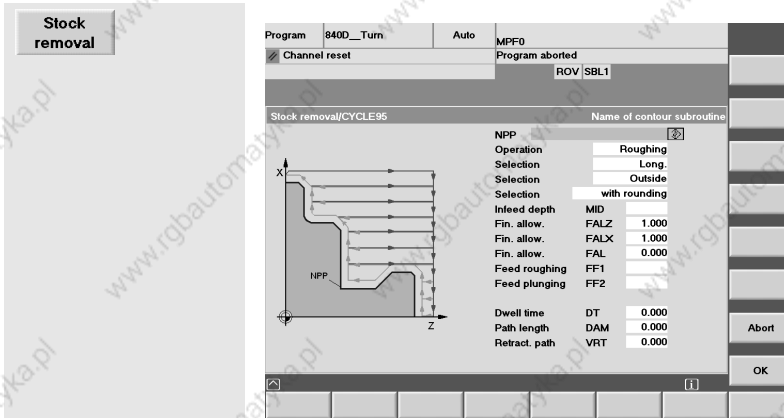 Stock
removal
Program 840D__Turn Auto MPF0
Channel reset Program aborted
ROV SBL1
Stock removal/CYCLE95 Name of contour subroutine
NPP
Operation Roughing
Selection Long.
Selection Outside
Selection with rounding
Infeed depth MID
Fin. allow. FALZ 1.000
Fin. allow. FALX 1.000
Fin. allow. FAL 0.000
Feed roughing FF1
Feed plunging FF2
Dwell time DT 0.000
Path length DAM 0.000
Retract. path VRT 0.000
X
NPP
Z
Abort
OK
i
www.rgbautomatyka.pl